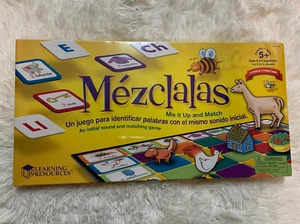 5+
E
Ch
Ll
Mézclalas
Mix it Up and Match
Un juego para identificar palabras con el mismo sonido inicial.
An initial sound and matching game
LEARNING
RESOURCES